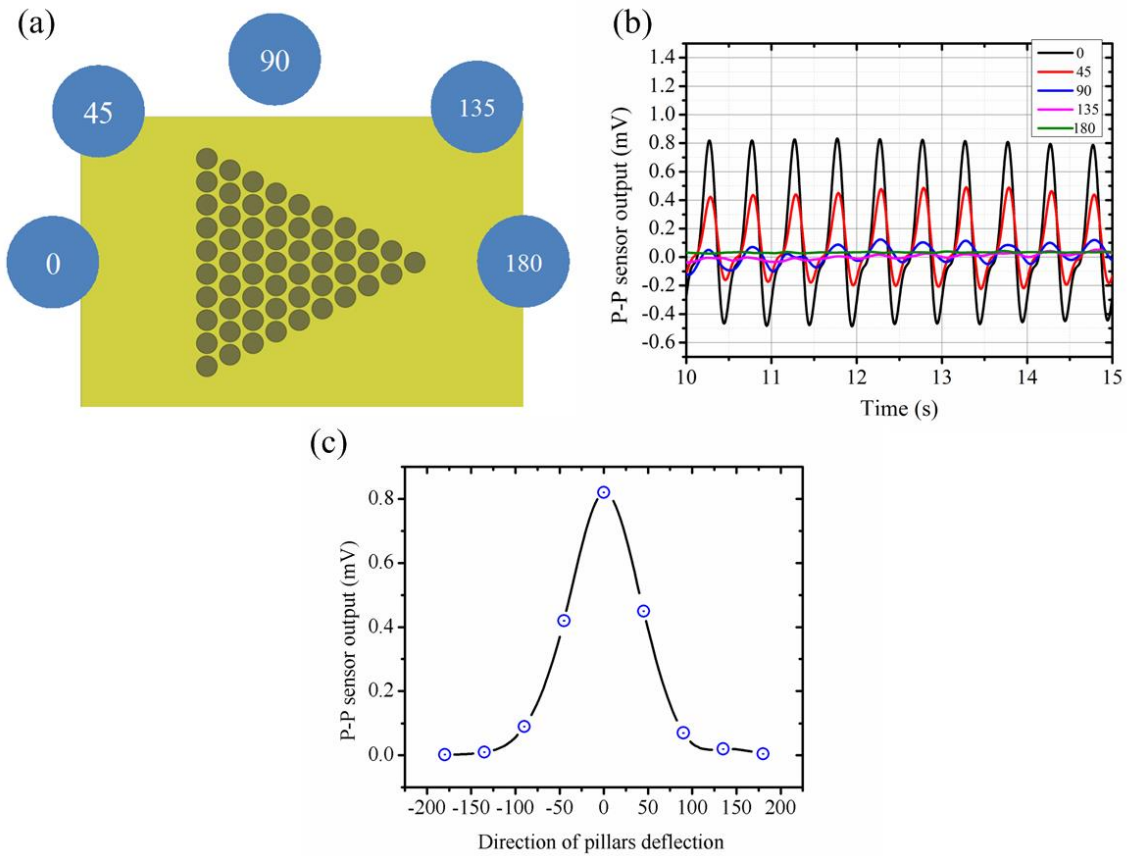 (a)
90
45
135
0
180
(b)
P-P sensor output (mV)
1.4
1.2
1.0
0.8
0.6
0.4
0.2
0.0
-0.2
-0.4
-0.6
0
45
90
135
180
10 11 12 13 14 15
Time (s)
(c)
P-P sensor output (mV)
0.8
0.6
0.4
0.2
0.0
-200 -150 -100 -50 0 50 100 150 200
Direction of pillars deflection